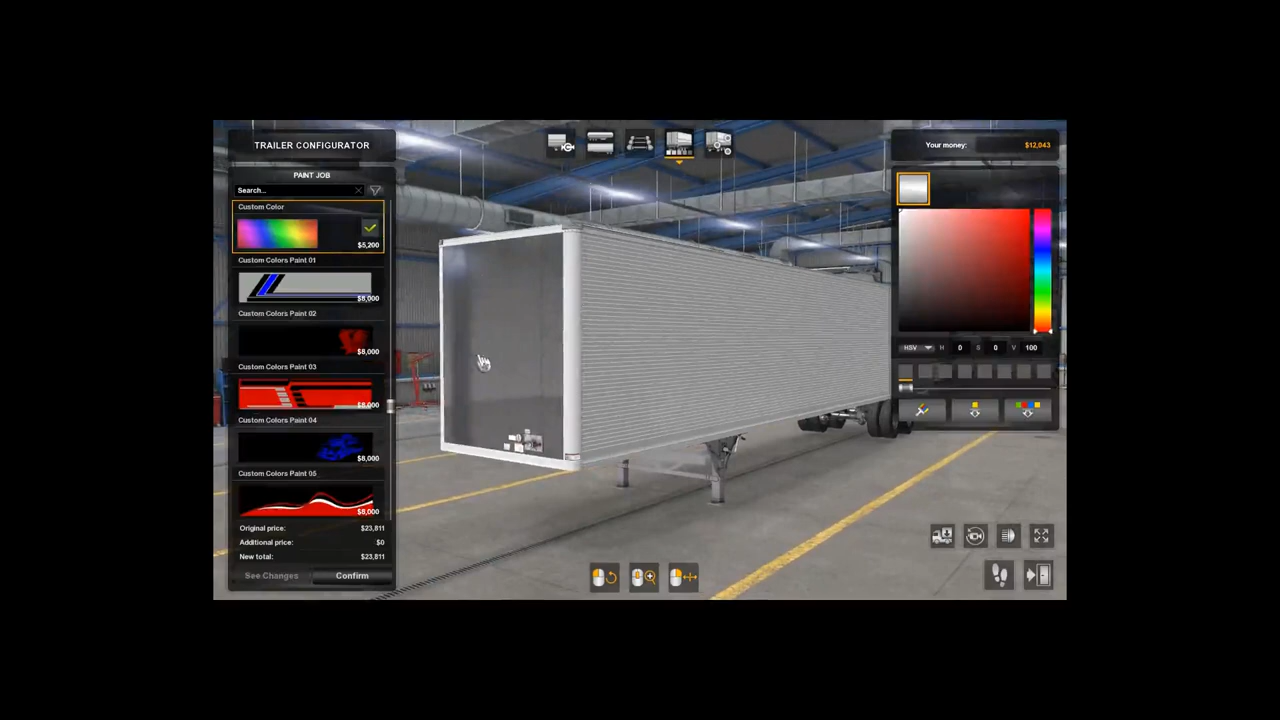 TRAILER CONFIGURATOR
Your money: $12,043
PAINT JOB
Search...
Custom Color
$5,200
Custom Colors Paint 01
$8,000
Custom Colors Paint 02
$8,000
Custom Colors Paint 03
$8,000
Custom Colors Paint 04
$8,000
Custom Colors Paint 05
$8,000
Original price: $23,811
Additional price: $0
New total: $23,811
See Changes Confirm
HSV H 0 S 0 V 100